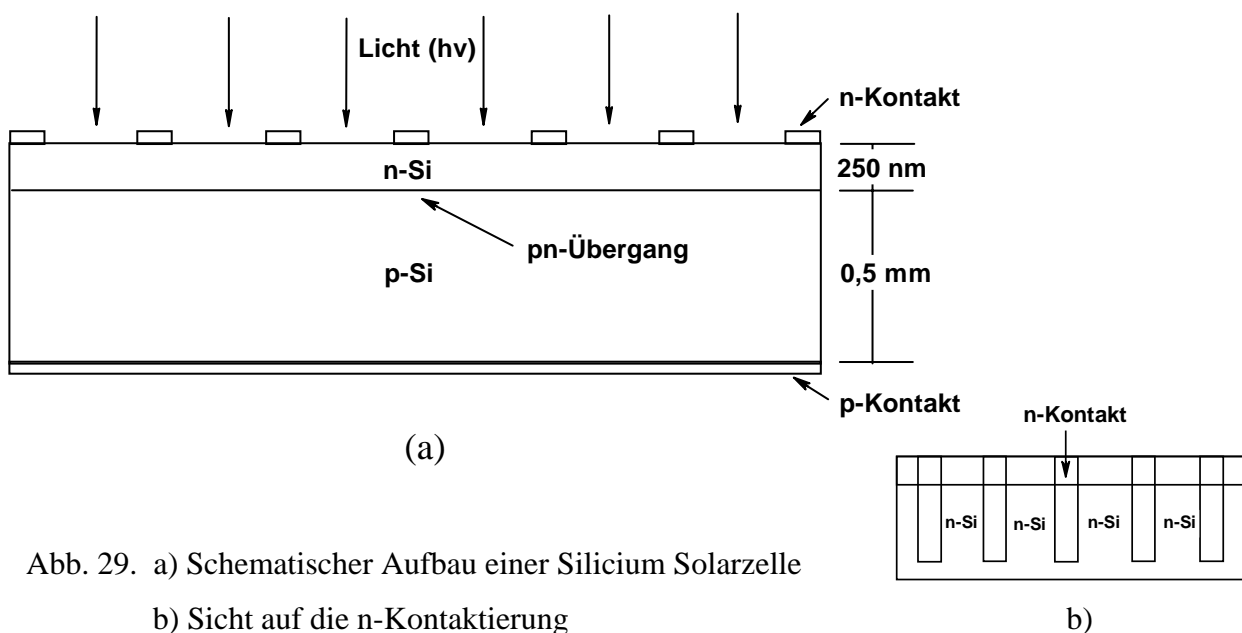 Licht (hv)
n-Kontakt
n-Si
250 nm
pn-Übergang
p-Si
0,5 mm
p-Kontakt
(a)
n-Kontakt
n-Si n-Si n-Si n-Si
Abb. 29. a) Schematischer Aufbau einer Silicium Solarzelle
b) Sicht auf die n-Kontaktierung
b)